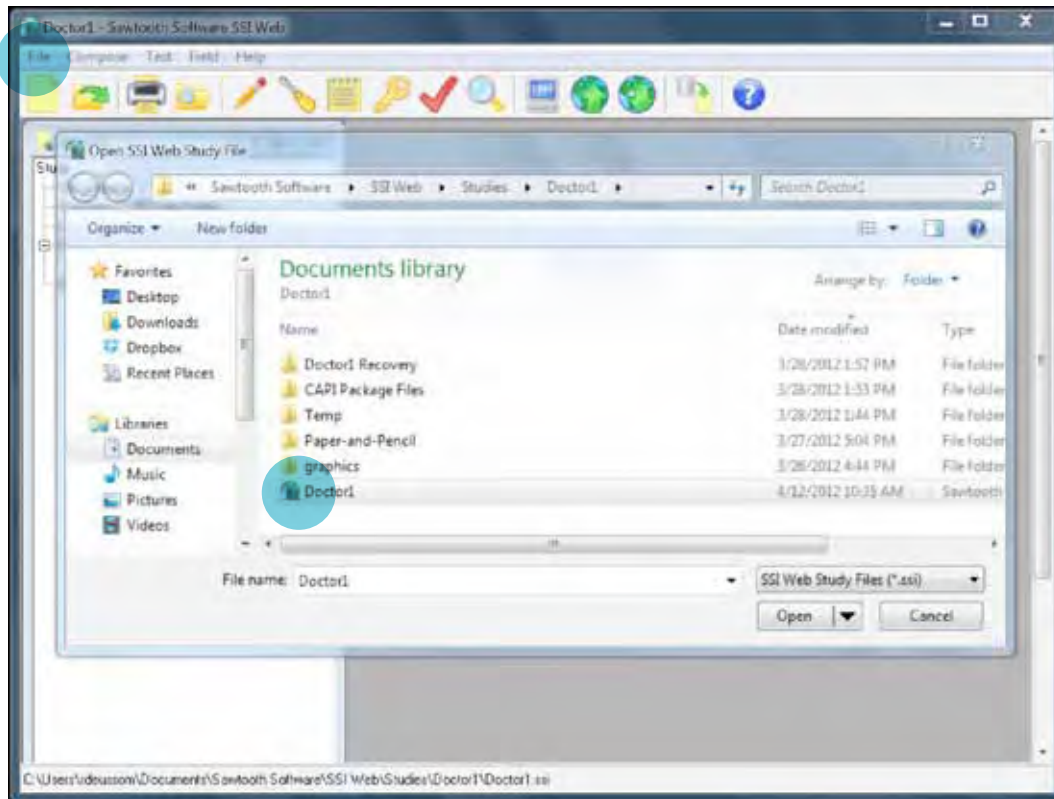 Doctor1 - Sawtooth Software SSI Web
File Compose Test Field Help
Open SSI Web Study File
Stu
« Sawtooth Software SSI Web Studies Doctor1 Search Doctor1
Organize New folder
Favorites
Desktop
Downloads
Dropbox
Recent Places
Libraries
Documents
Music
Pictures
Videos
Documents library
Doctor1
Arrange by: Folder
Name Date modified Type
Doctor1 Recovery 3/28/2012 1:57 PM File folder
CAPI Package Files 3/28/2012 1:53 PM File folder
Temp 3/28/2012 1:44 PM File folder
Paper-and-Pencil 3/27/2012 5:04 PM File folder
graphics 3/26/2012 4:44 PM File folder
Doctor1 4/12/2012 10:35 AM Sawtooth
File name: Doctor1 SSI Web Study Files (*.ssi)
Open Cancel
C:\Users\rdeussom\Documents\Sawtooth Software\SSI Web\Studies\Doctor1\Doctor1.ssi